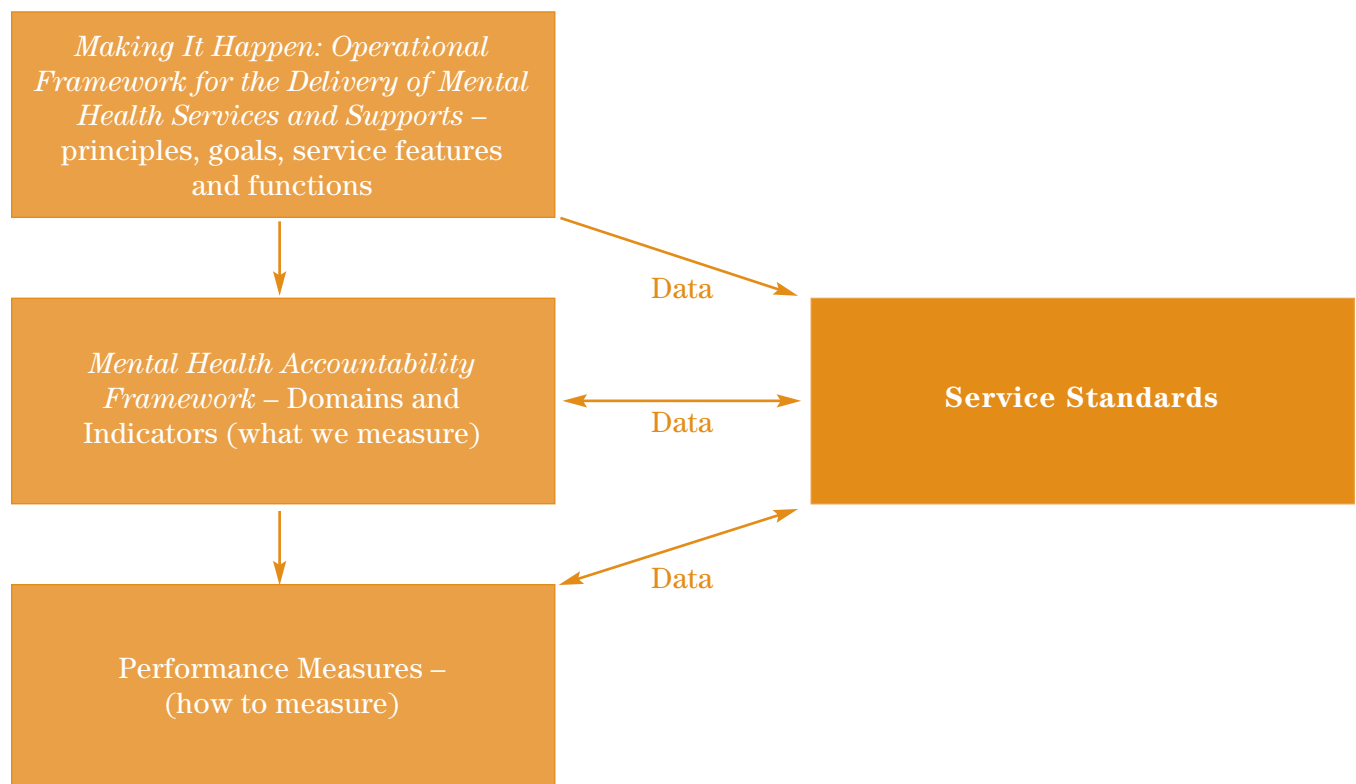 Making It Happen: Operational
Framework for the Delivery of Mental
Health Services and Supports –
principles, goals, service features
and functions
Data
Mental Health Accountability
Framework – Domains and
Indicators (what we measure)
Data
Service Standards
Data
Performance Measures –
(how to measure)